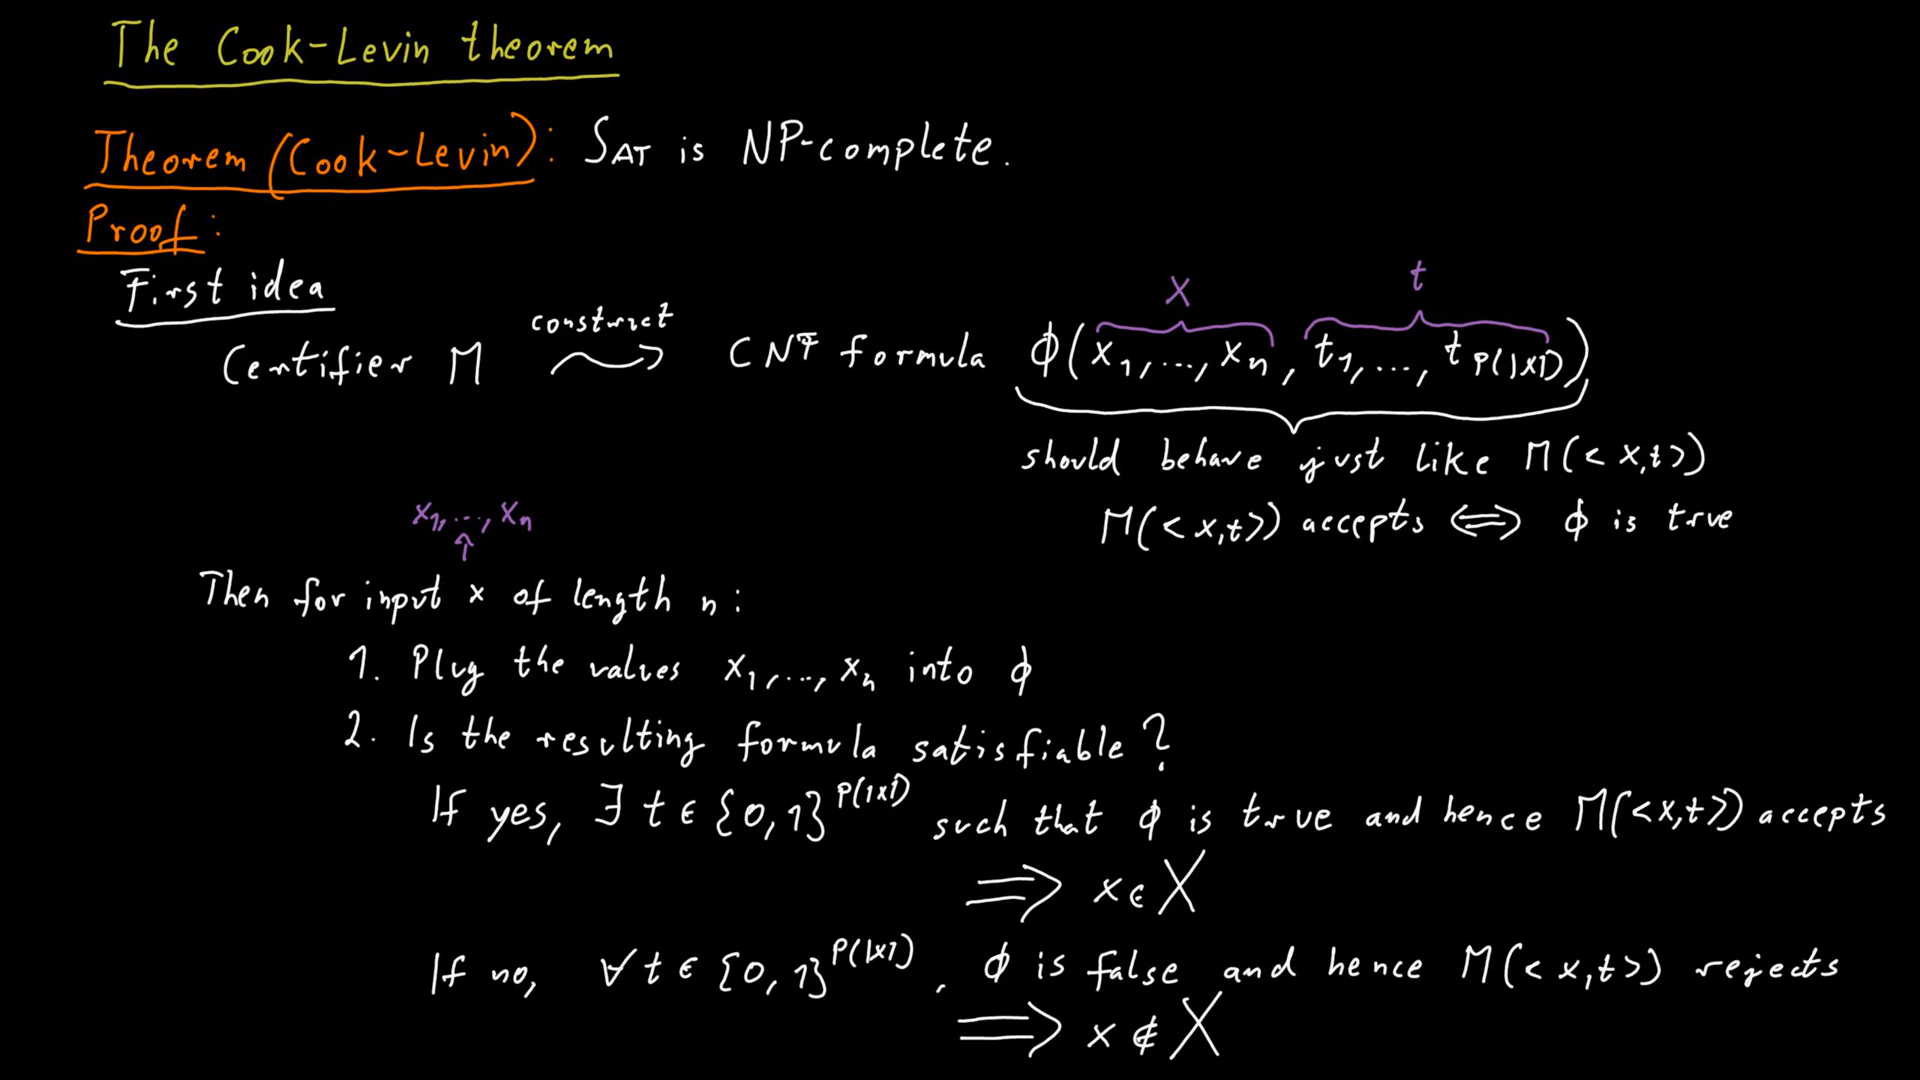 The Cook-Levin theorem
Theorem (Cook-Levin): SAT is NP-complete.
Proof:
First idea
x t
Certifier M construct ⇝ CNF formula ϕ(x₁,...,xₙ, t₁,...,t_{p(|x|)})
should behave just like M(<x,t>)
M(<x,t>) accepts ⟺ ϕ is true
x₁,...,xₙ
↑
Then for input x of length n:
1. Plug the values x₁,...,xₙ into ϕ
2. Is the resulting formula satisfiable?
If yes, ∃ t ∈ {0,1}^{p(|x|)} such that ϕ is true and hence M(<x,t>) accepts
⟹ x ∈ X
If no, ∀ t ∈ {0,1}^{p(|x|)}, ϕ is false and hence M(<x,t>) rejects
⟹ x ∉ X